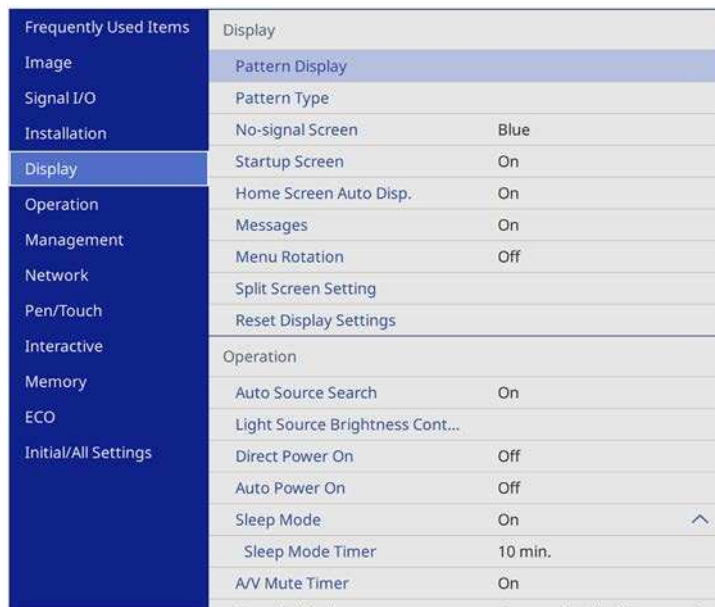 Frequently Used Items
Image
Signal I/O
Installation
Display
Operation
Management
Network
Pen/Touch
Interactive
Memory
ECO
Initial/All Settings
Display
Pattern Display
Pattern Type
No-signal Screen Blue
Startup Screen On
Home Screen Auto Disp. On
Messages On
Menu Rotation Off
Split Screen Setting
Reset Display Settings
Operation
Auto Source Search On
Light Source Brightness Cont...
Direct Power On Off
Auto Power On Off
Sleep Mode On
Sleep Mode Timer 10 min.
A/V Mute Timer On